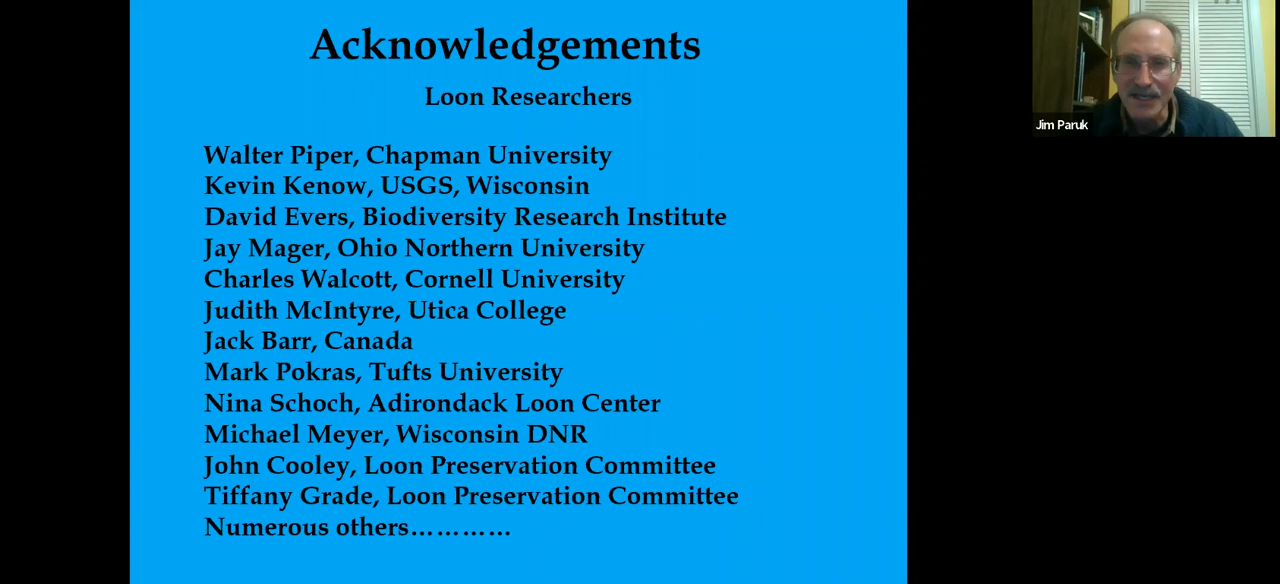 Acknowledgements
Loon Researchers
Walter Piper, Chapman University
Kevin Kenow, USGS, Wisconsin
David Evers, Biodiversity Research Institute
Jay Mager, Ohio Northern University
Charles Walcott, Cornell University
Judith McIntyre, Utica College
Jack Barr, Canada
Mark Pokras, Tufts University
Nina Schoch, Adirondack Loon Center
Michael Meyer, Wisconsin DNR
John Cooley, Loon Preservation Committee
Tiffany Grade, Loon Preservation Committee
Numerous others…………
Jim Paruk